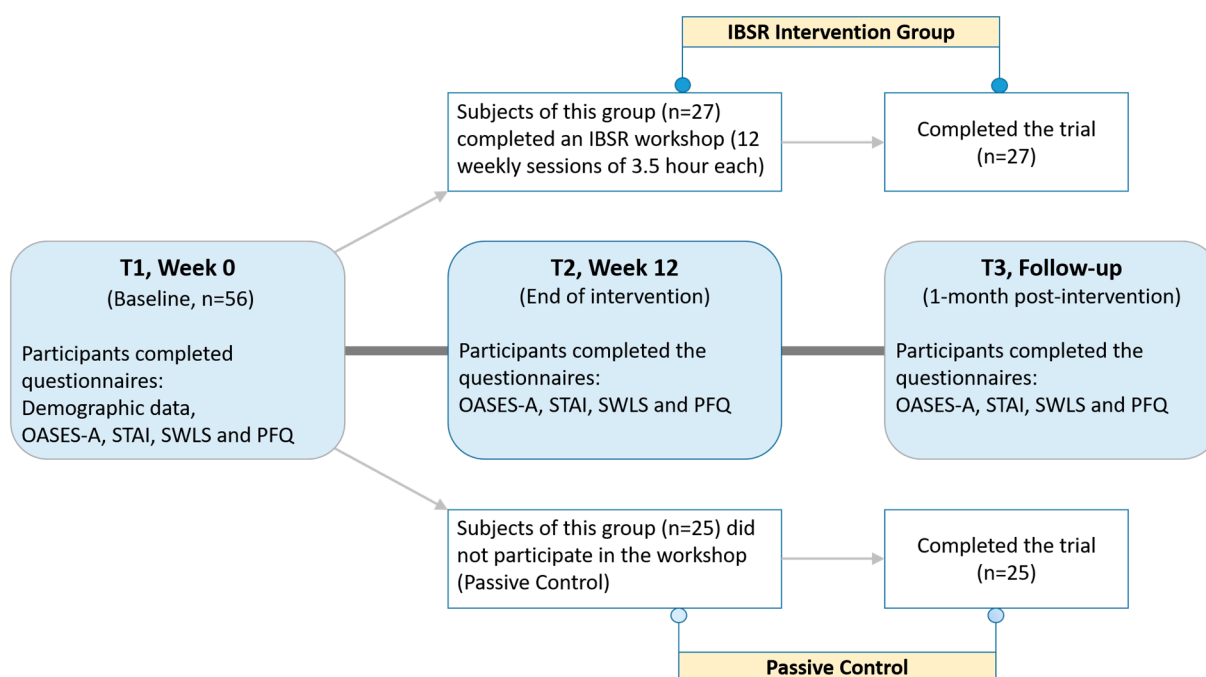 IBSR Intervention Group
Subjects of this group (n=27)
completed an IBSR workshop (12
weekly sessions of 3.5 hour each)
Completed the trial
(n=27)
T1, Week 0
(Baseline, n=56)
Participants completed
questionnaires:
Demographic data,
OASES-A, STAI, SWLS and PFQ
T2, Week 12
(End of intervention)
Participants completed the
questionnaires:
OASES-A, STAI, SWLS and PFQ
T3, Follow-up
(1-month post-intervention)
Participants completed the
questionnaires:
OASES-A, STAI, SWLS and PFQ
Subjects of this group (n=25) did
not participate in the workshop
(Passive Control)
Completed the trial
(n=25)
Passive Control